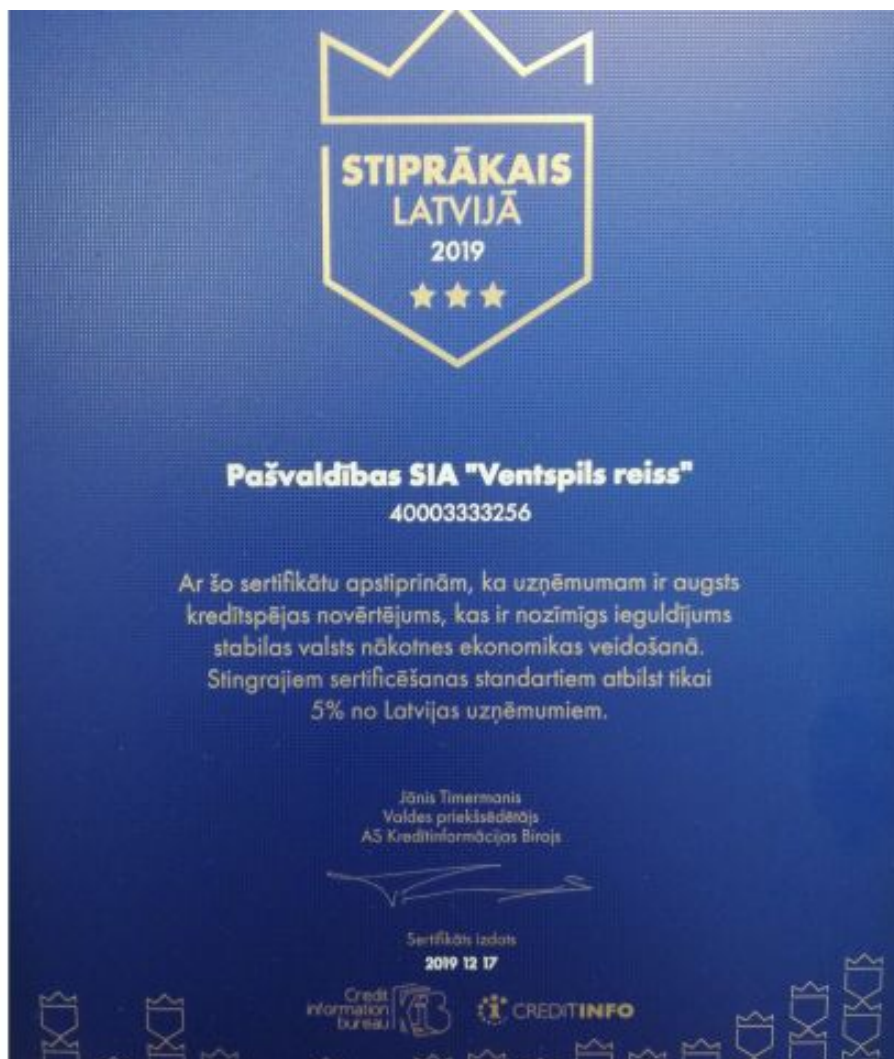 STIPRĀKAIS
LATVIJĀ
2019
Pašvaldības SIA "Ventspils reiss"
40003333256
Ar šo sertifikātu apstiprinām, ka uzņēmumam ir augsts
kredītspējas novērtējums, kas ir nozīmīgs ieguldījums
stabilas valsts nākotnes ekonomikas veidošanā.
Stingrajiem sertificēšanas standartiem atbilst tikai
5% no Latvijas uzņēmumiem.
Jānis Timermanis
Valdes priekšsēdētājs
AS Kredītinformācijas Birojs
Sertifikāts izdots
2019 12 17
Credit
information
bureau
KIB
CREDITINFO